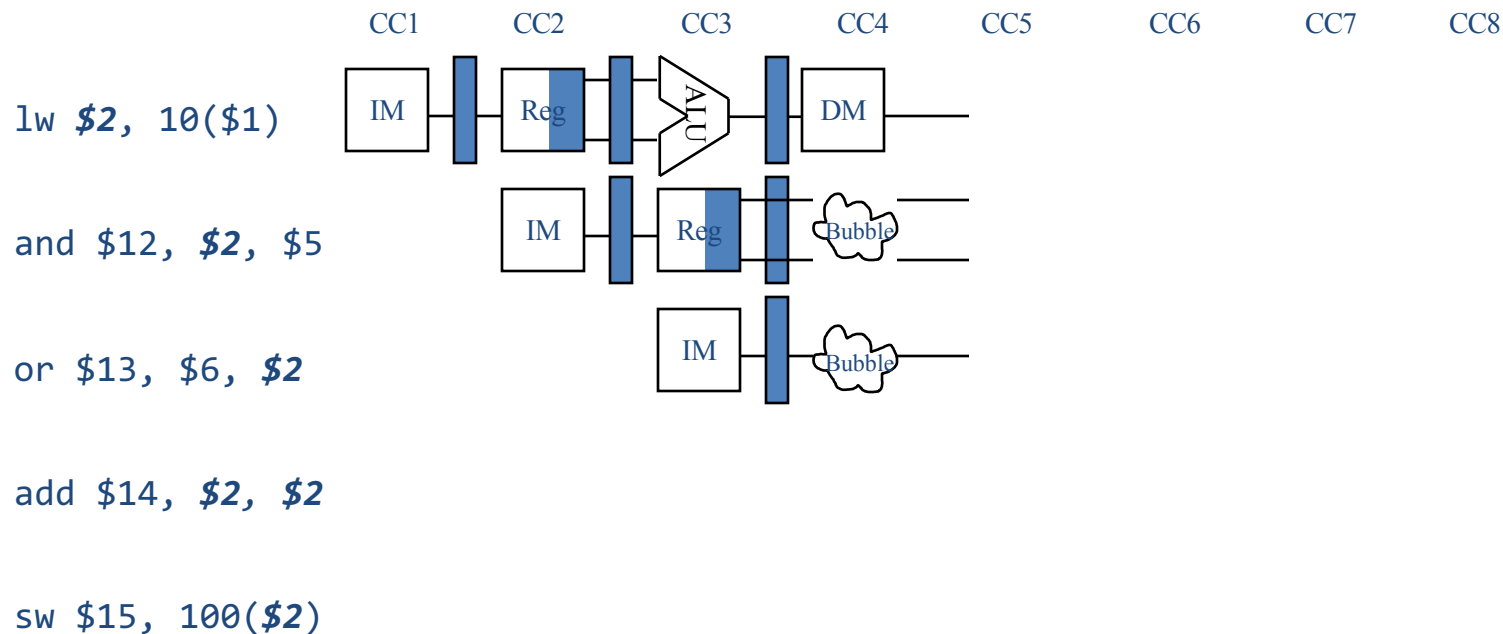 CC1 CC2 CC3 CC4 CC5 CC6 CC7 CC8
lw $2, 10($1) IM Reg ALU DM
and $12, $2, $5 IM Reg Bubble
or $13, $6, $2 IM Bubble
add $14, $2, $2
sw $15, 100($2)